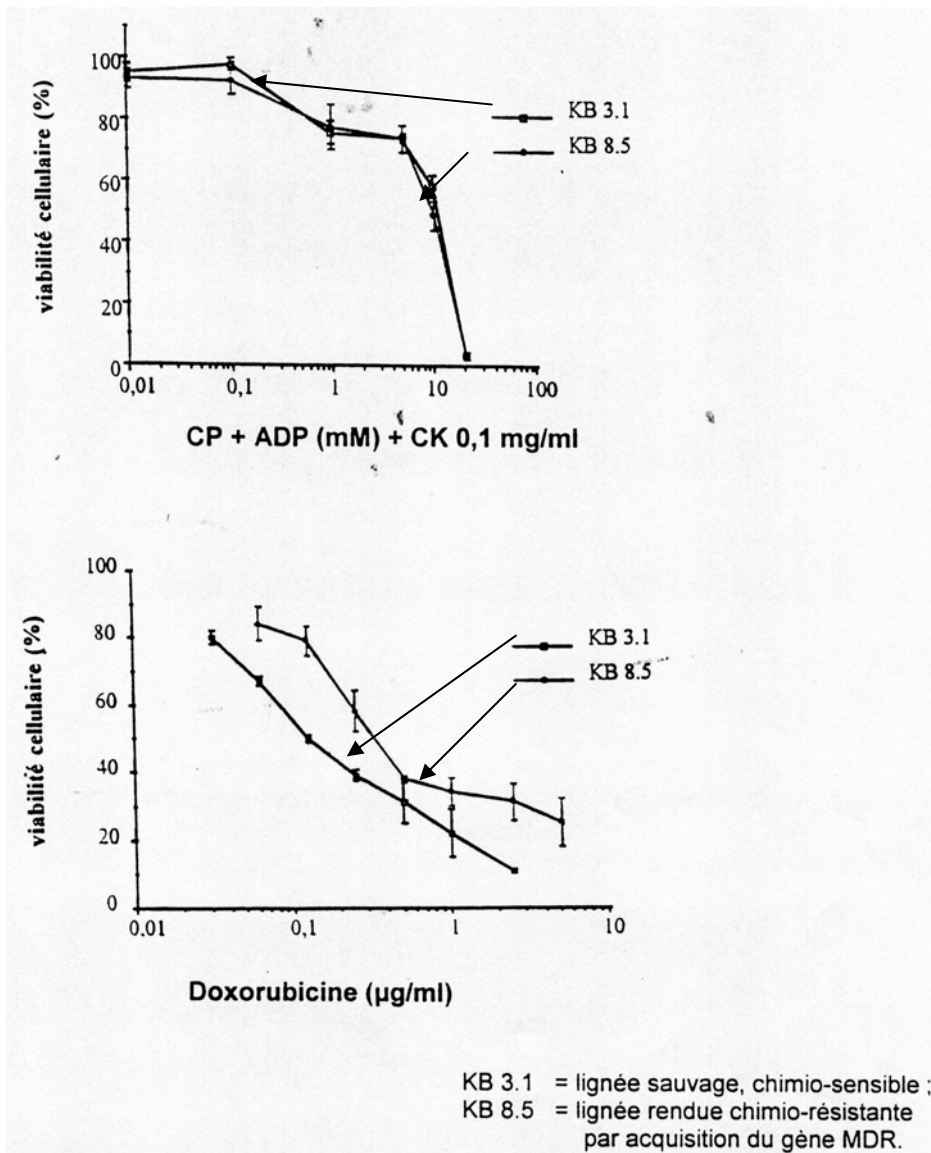 viabilité cellulaire (%)
100
80
60
40
20
0
0,01 0,1 1 10 100
KB 3.1
KB 8.5
CP + ADP (mM) + CK 0,1 mg/ml
viabilité cellulaire (%)
100
80
60
40
20
0
0.01 0,1 1 10
KB 3.1
KB 8.5
Doxorubicine (µg/ml)
KB 3.1 = lignée sauvage, chimio-sensible ;
KB 8.5 = lignée rendue chimio-résistante
par acquisition du gène MDR.